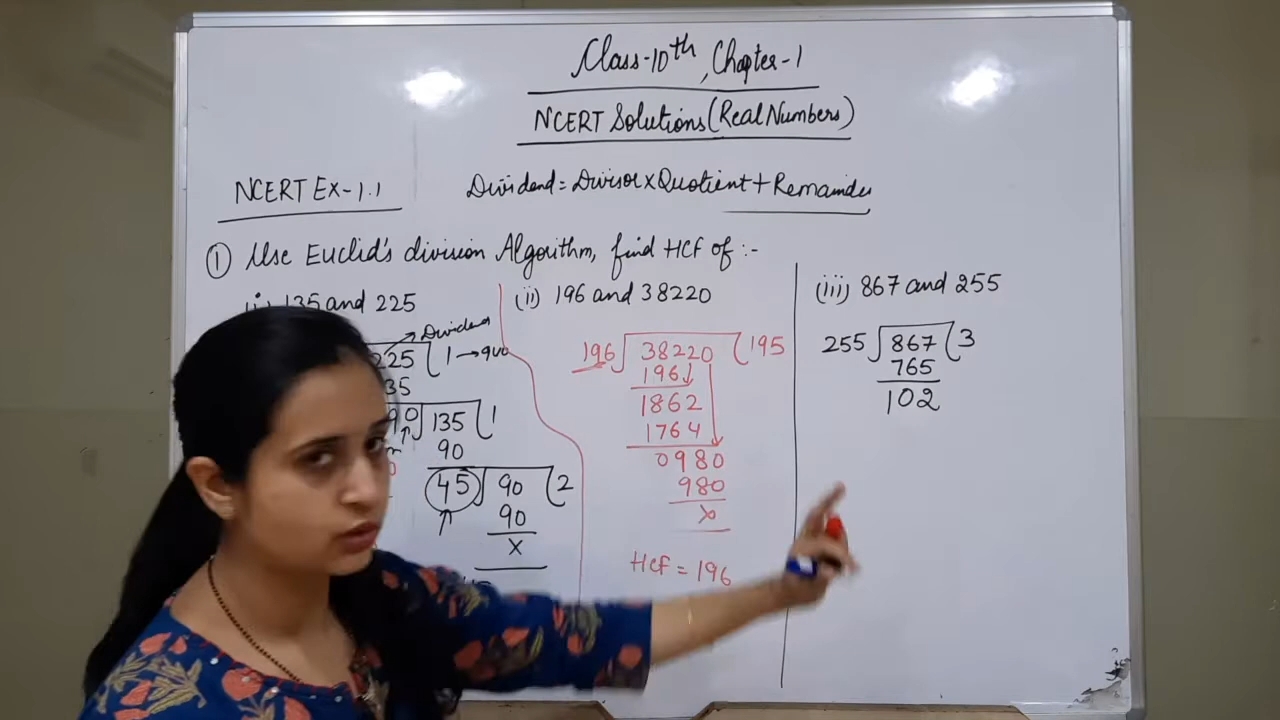 Class-10th, Chapter-1
NCERT Solutions (Real Numbers)
NCERT EX-1.1
Dividend = Divisor x Quotient + Remainder
① Use Euclid's division Algorithm, find HCF of :-
(i) 135 and 225
225 1 → quo
→ Dividend
35
90 135 1
90
45 90 2
90
x
(ii) 196 and 38220
196 38220 195
196
1862
1764
0980
980
x
Hcf = 196
(iii) 867 and 255
255 867 3
765
102